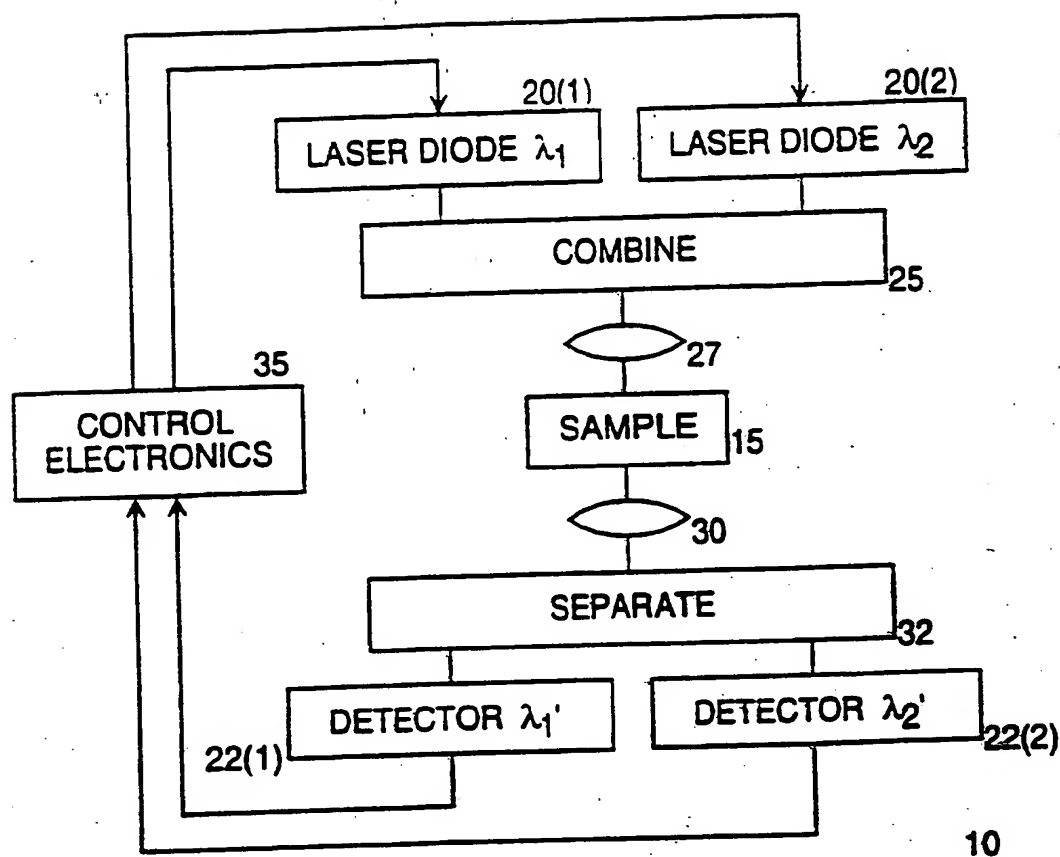 20(1)
20(2)
LASER DIODE λ1
LASER DIODE λ2
COMBINE
25
27
35
CONTROL
ELECTRONICS
SAMPLE
15
30
SEPARATE
32
DETECTOR λ1'
DETECTOR λ2'
22(1)
22(2)
10